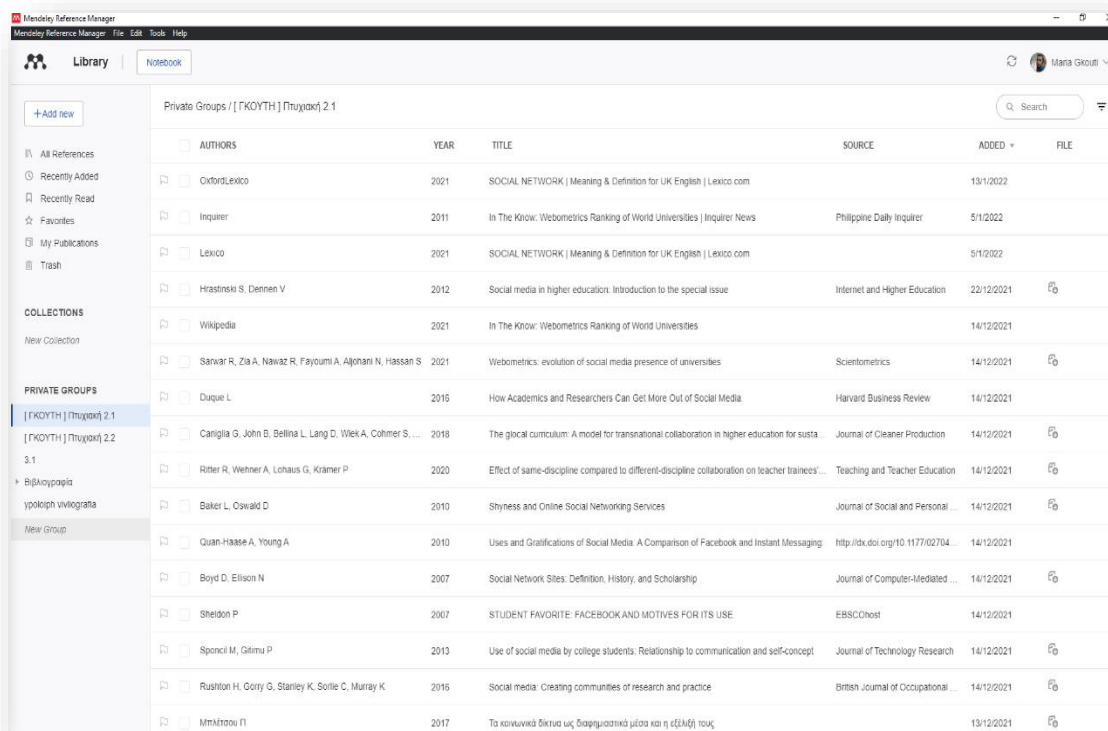 Mendeley Reference Manager
Mendeley Reference Manager File Edit Tools Help
Library Notebook Maria Gkouti
+Add new
All References
Recently Added
Recently Read
Favorites
My Publications
Trash
COLLECTIONS
New Collection
PRIVATE GROUPS
[ ΓΚΟΥΤΗ ] Πτυχιακή 2.1
[ ΓΚΟΥΤΗ ] Πτυχιακή 2.2
3.1
Βιβλιογραφία
ypoloiph vivliografia
New Group
Private Groups / [ ΓΚΟΥΤΗ ] Πτυχιακή 2.1 Search
AUTHORS YEAR TITLE SOURCE ADDED FILE
OxfordLexico 2021 SOCIAL NETWORK | Meaning & Definition for UK English | Lexico.com 13/1/2022
Inquirer 2011 In The Know: Webometrics Ranking of World Universities | Inquirer News Philippine Daily Inquirer 5/1/2022
Lexico 2021 SOCIAL NETWORK | Meaning & Definition for UK English | Lexico.com 5/1/2022
Hrastinski S, Dennen V 2012 Social media in higher education: Introduction to the special issue Internet and Higher Education 22/12/2021
Wikipedia 2021 In The Know: Webometrics Ranking of World Universities 14/12/2021
Sarwar R, Zia A, Nawaz R, Fayoumi A, Aljohani N, Hassan S 2021 Webometrics: evolution of social media presence of universities Scientometrics 14/12/2021
Duque L 2016 How Academics and Researchers Can Get More Out of Social Media Harvard Business Review 14/12/2021
Caniglia G, John B, Bellina L, Lang D, Wiek A, Cohmer S, ... 2018 The glocal curriculum: A model for transnational collaboration in higher education for susta... Journal of Cleaner Production 14/12/2021
Ritter R, Wehner A, Lohaus G, Krämer P 2020 Effect of same-discipline compared to different-discipline collaboration on teacher trainees'... Teaching and Teacher Education 14/12/2021
Baker L, Oswald D 2010 Shyness and Online Social Networking Services Journal of Social and Personal ... 14/12/2021
Quan-Haase A, Young A 2010 Uses and Gratifications of Social Media: A Comparison of Facebook and Instant Messaging: http://dx.doi.org/10.1177/02704... 14/12/2021
Boyd D, Ellison N 2007 Social Network Sites: Definition, History, and Scholarship Journal of Computer-Mediated ... 14/12/2021
Sheldon P 2007 STUDENT FAVORITE: FACEBOOK AND MOTIVES FOR ITS USE. EBSCOhost 14/12/2021
Sponcil M, Gitimu P 2013 Use of social media by college students: Relationship to communication and self-concept Journal of Technology Research 14/12/2021
Rushton H, Gorry G, Stanley K, Sorlie C, Murray K 2016 Social media: Creating communities of research and practice British Journal of Occupational ... 14/12/2021
Μπλέτσου Π 2017 Τα κοινωνικά δίκτυα ως διαφημιστικά μέσα και η εξέλιξή τους 13/12/2021